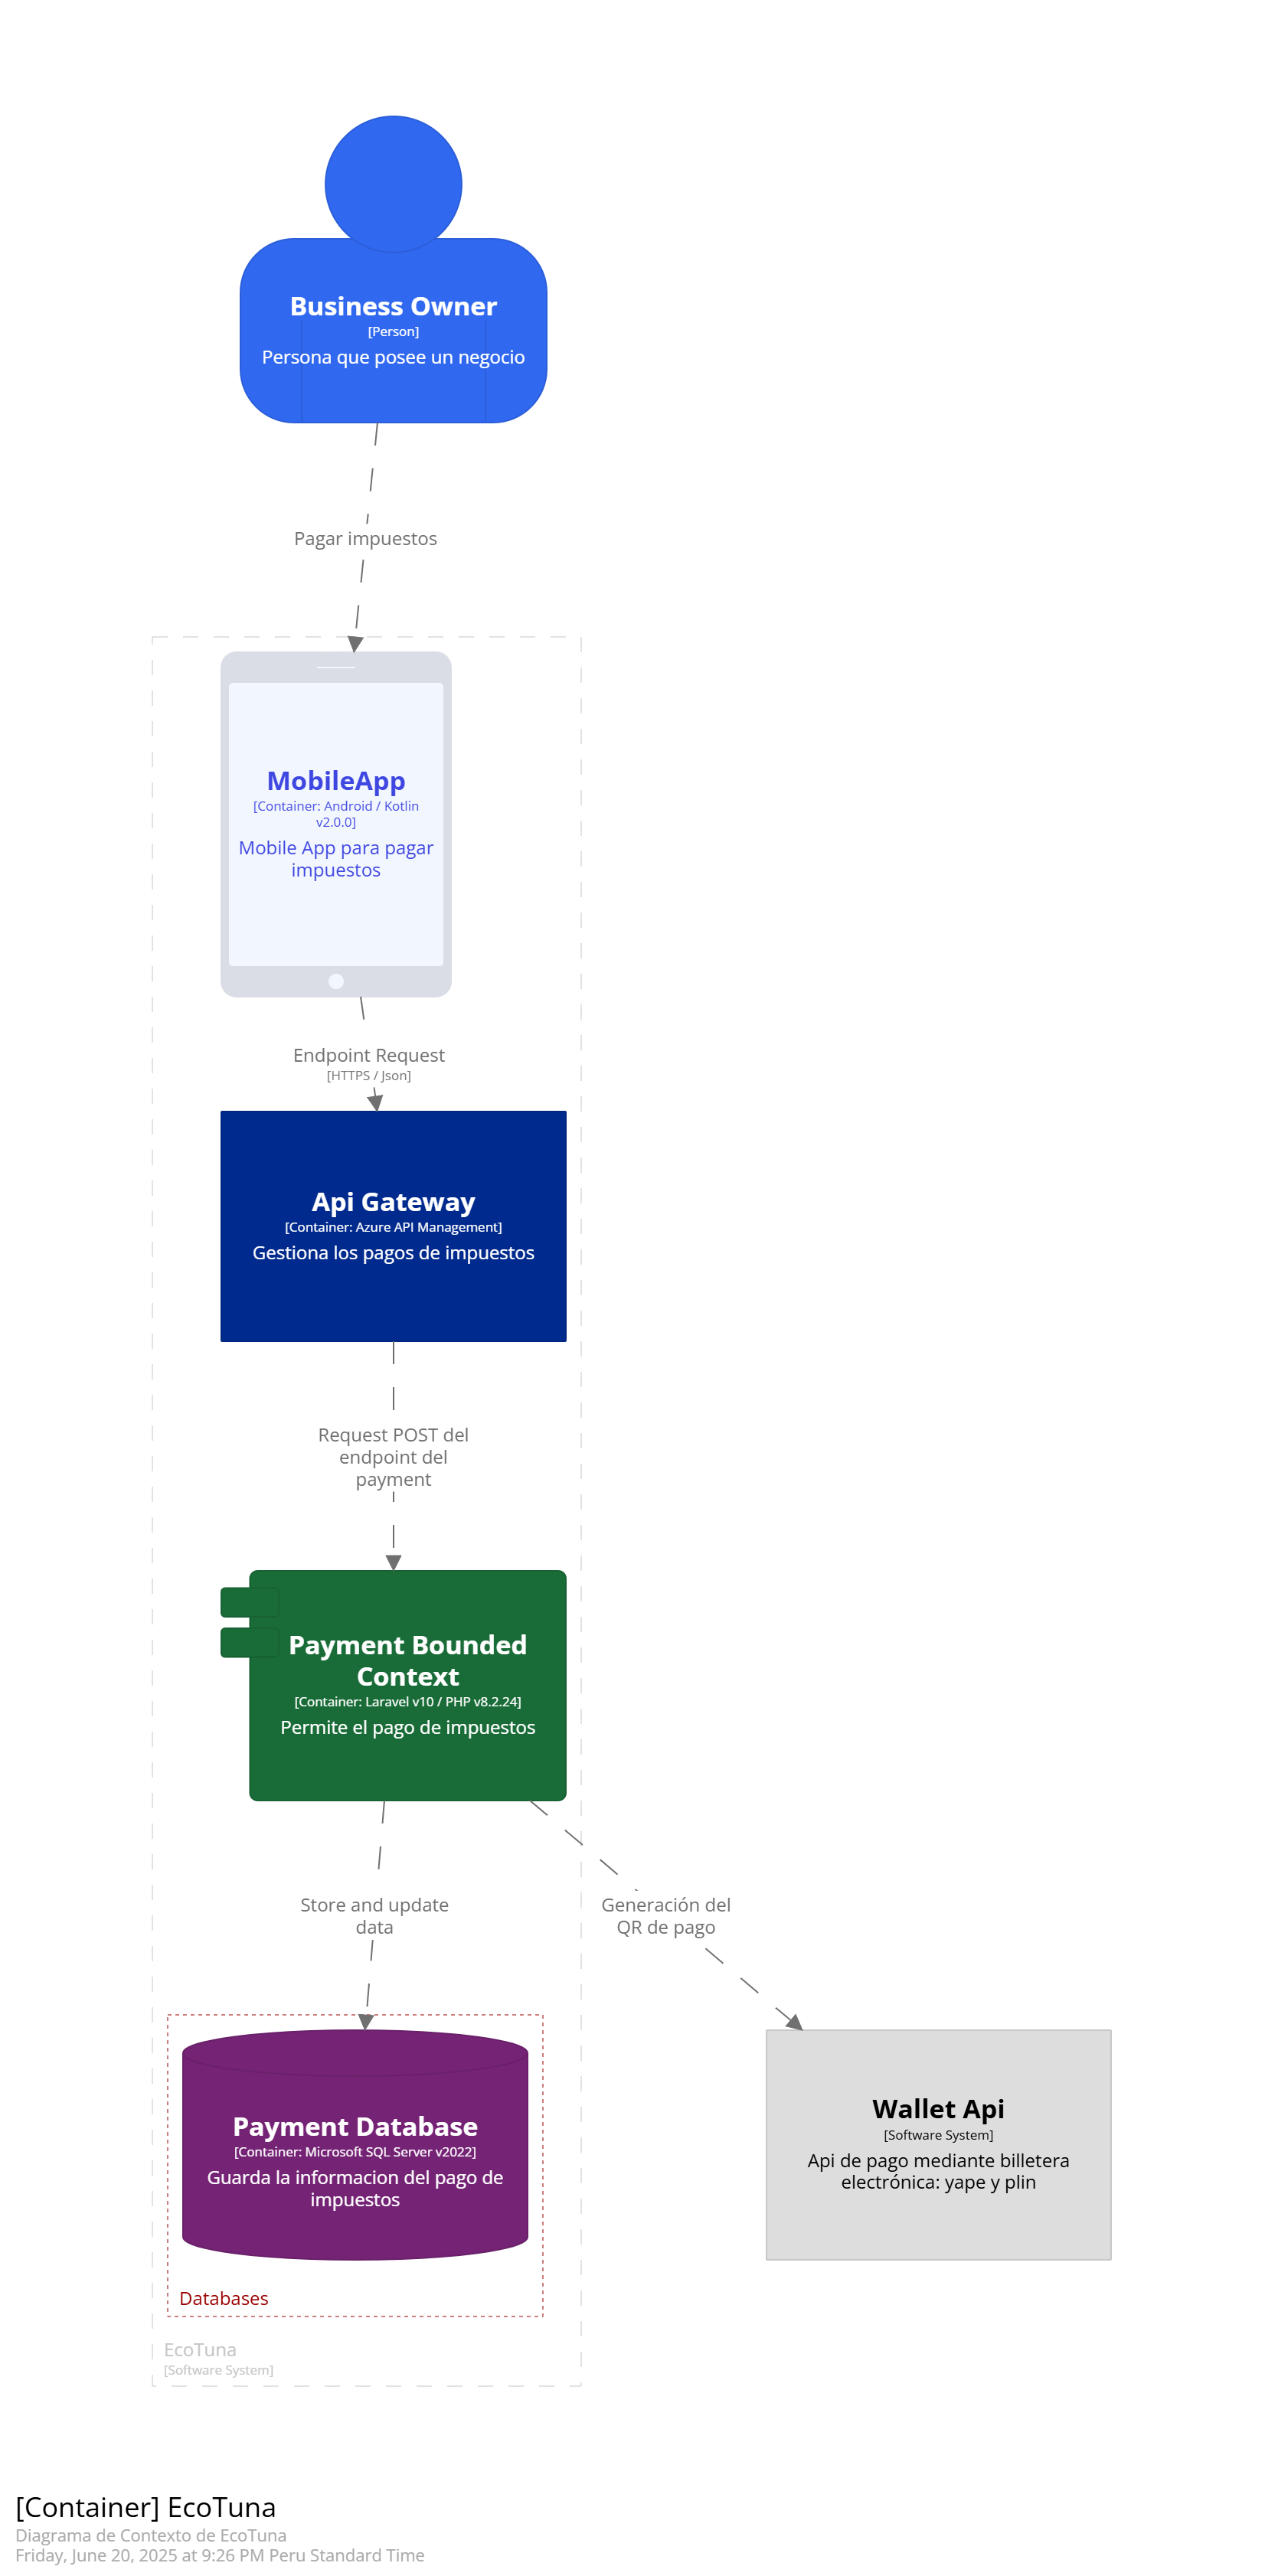 Business Owner
[Person]
Persona que posee un negocio
Pagar impuestos
MobileApp
[Container: Android / Kotlin
v2.0.0]
Mobile App para pagar
impuestos
Endpoint Request
[HTTPS / Json]
Api Gateway
[Container: Azure API Management]
Gestiona los pagos de impuestos
Request POST del
endpoint del
payment
Payment Bounded
Context
[Container: Laravel v10 / PHP v8.2.24]
Permite el pago de impuestos
Store and update
data
Generación del
QR de pago
Payment Database
[Container: Microsoft SQL Server v2022]
Guarda la informacion del pago de
impuestos
Databases
Wallet Api
[Software System]
Api de pago mediante billetera
electrónica: yape y plin
EcoTuna
[Software System]
[Container] EcoTuna
Diagrama de Contexto de EcoTuna
Friday, June 20, 2025 at 9:26 PM Peru Standard Time